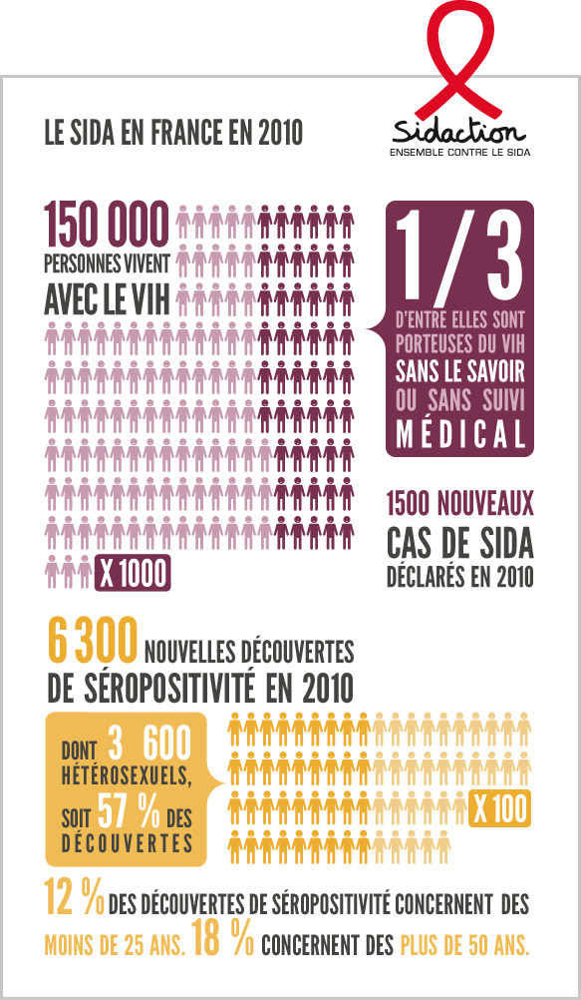 Sidaction
ENSEMBLE CONTRE LE SIDA
LE SIDA EN FRANCE EN 2010
150 000
PERSONNES VIVENT
AVEC LE VIH
X 1000
1/3
D'ENTRE ELLES SONT
PORTEUSES DU VIH
SANS LE SAVOIR
OU SANS SUIVI
MÉDICAL
1500 NOUVEAUX
CAS DE SIDA
DÉCLARÉS EN 2010
6 300 NOUVELLES DÉCOUVERTES
DE SÉROPOSITIVITÉ EN 2010
DONT 3 600
HÉTÉROSEXUELS,
SOIT 57 % DES
DÉCOUVERTES
X 100
12 % DES DÉCOUVERTES DE SÉROPOSITIVITÉ CONCERNENT DES
MOINS DE 25 ANS. 18 % CONCERNENT DES PLUS DE 50 ANS.